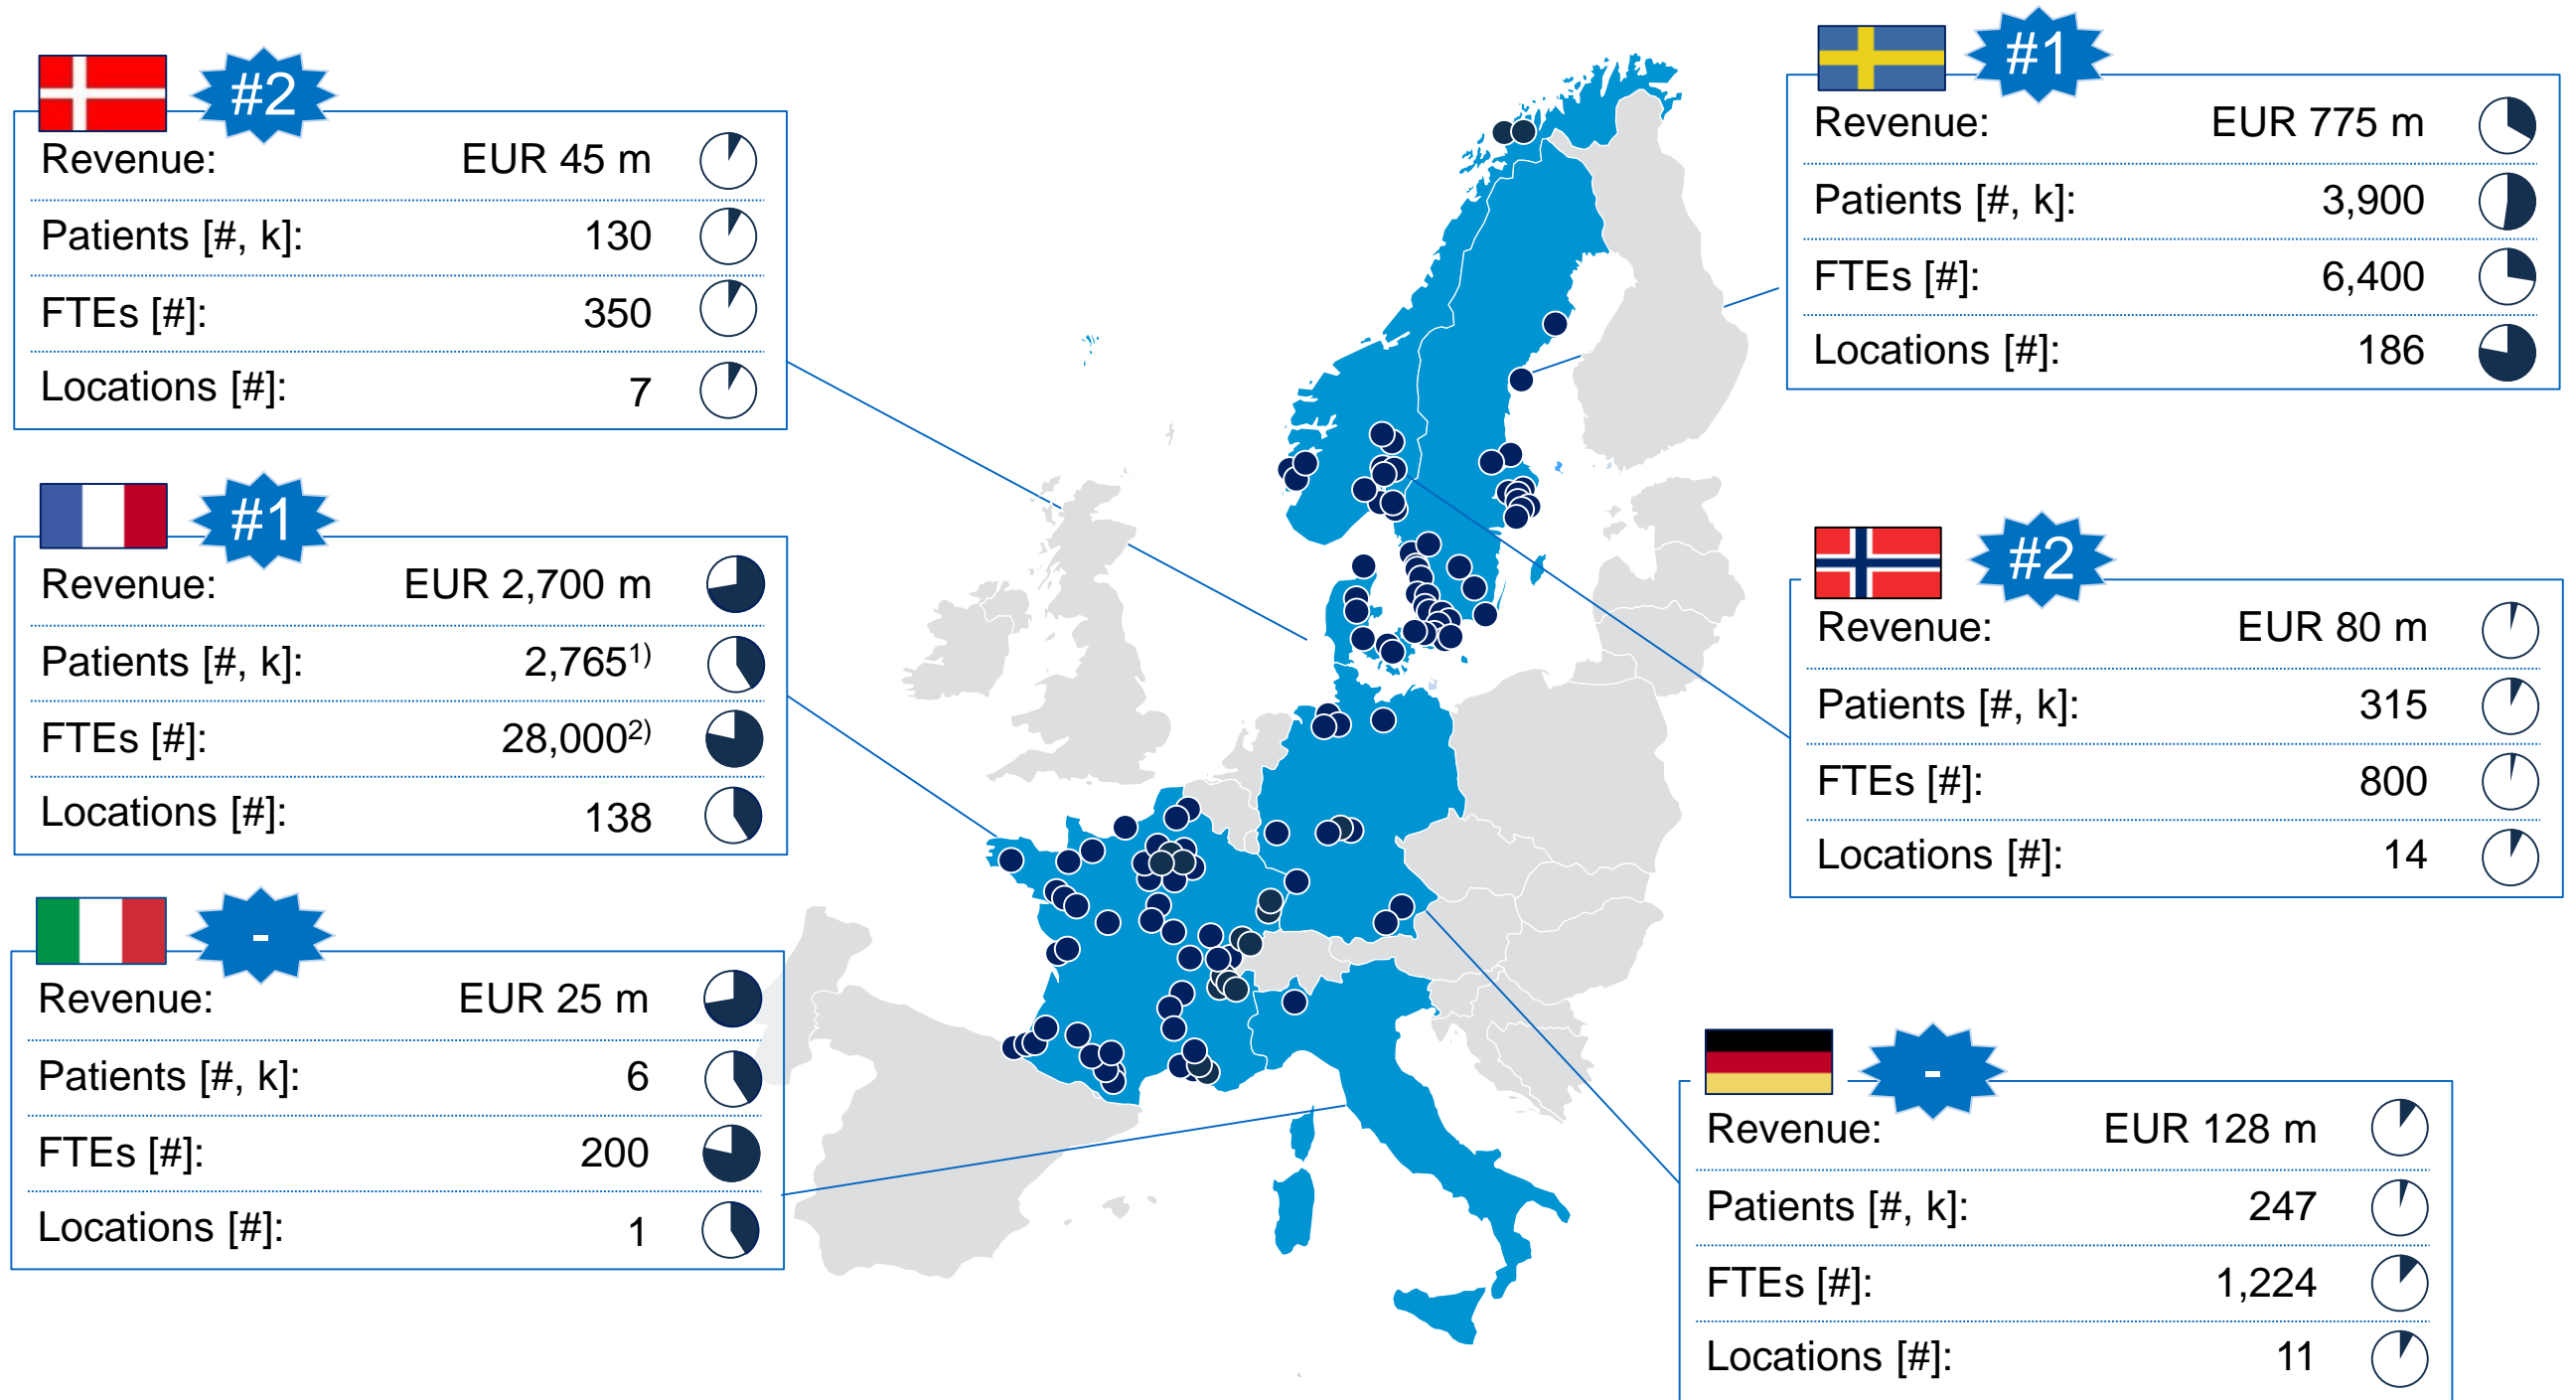 #2
Revenue: EUR 45 m
Patients [#, k]: 130
FTEs [#]: 350
Locations [#]: 7
#1
Revenue: EUR 2,700 m
Patients [#, k]: 2,765¹⁾
FTEs [#]: 28,000²⁾
Locations [#]: 138
-
Revenue: EUR 25 m
Patients [#, k]: 6
FTEs [#]: 200
Locations [#]: 1
#1
Revenue: EUR 775 m
Patients [#, k]: 3,900
FTEs [#]: 6,400
Locations [#]: 186
#2
Revenue: EUR 80 m
Patients [#, k]: 315
FTEs [#]: 800
Locations [#]: 14
-
Revenue: EUR 128 m
Patients [#, k]: 247
FTEs [#]: 1,224
Locations [#]: 11